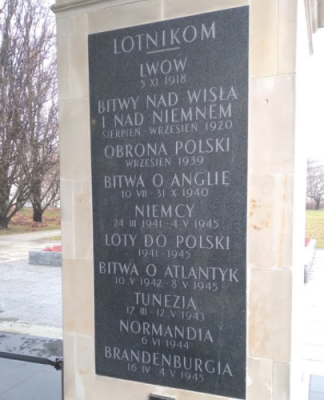 LOTNIKOM
LWOW
5 XI 1918
BITWY NAD WISŁĄ
I NAD NIEMNEM
SIERPIEŃ - WRZESIEŃ 1920
OBRONA POLSKI
WRZESIEŃ 1939
BITWA O ANGLIĘ
10 VII - 31 X 1940
NIEMCY
24 III 1941 - 4 V 1945
LOTY DO POLSKI
1941 - 1945
BITWA O ATLANTYK
10 V 1942 - 8 V 1945
TUNEZJA
17 III - 12 V 1943
NORMANDIA
6 VI 1944
BRANDENBURGIA
16 IV 4 V 1945